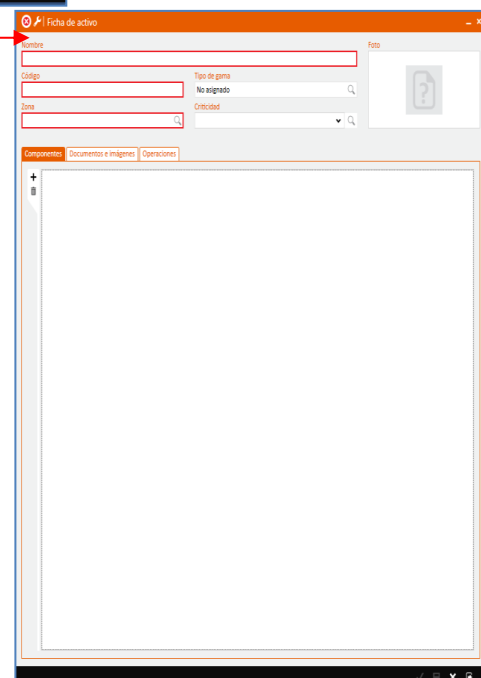 Ficha de activo
Nombre
Foto
Código
Tipo de gama
No asignado
Zona
Criticidad
Componentes
Documentos e imágenes
Operaciones